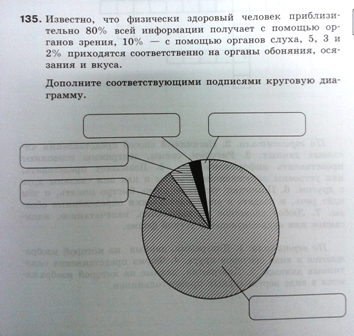 135. Известно, что физически здоровый человек приблизи-
тельно 80% всей информации получает с помощью ор-
ганов зрения, 10% — с помощью органов слуха, 5, 3 и
2% приходятся соответственно на органы обоняния, ося-
зания и вкуса.
Дополните соответствующими подписями круговую диа-
грамму.